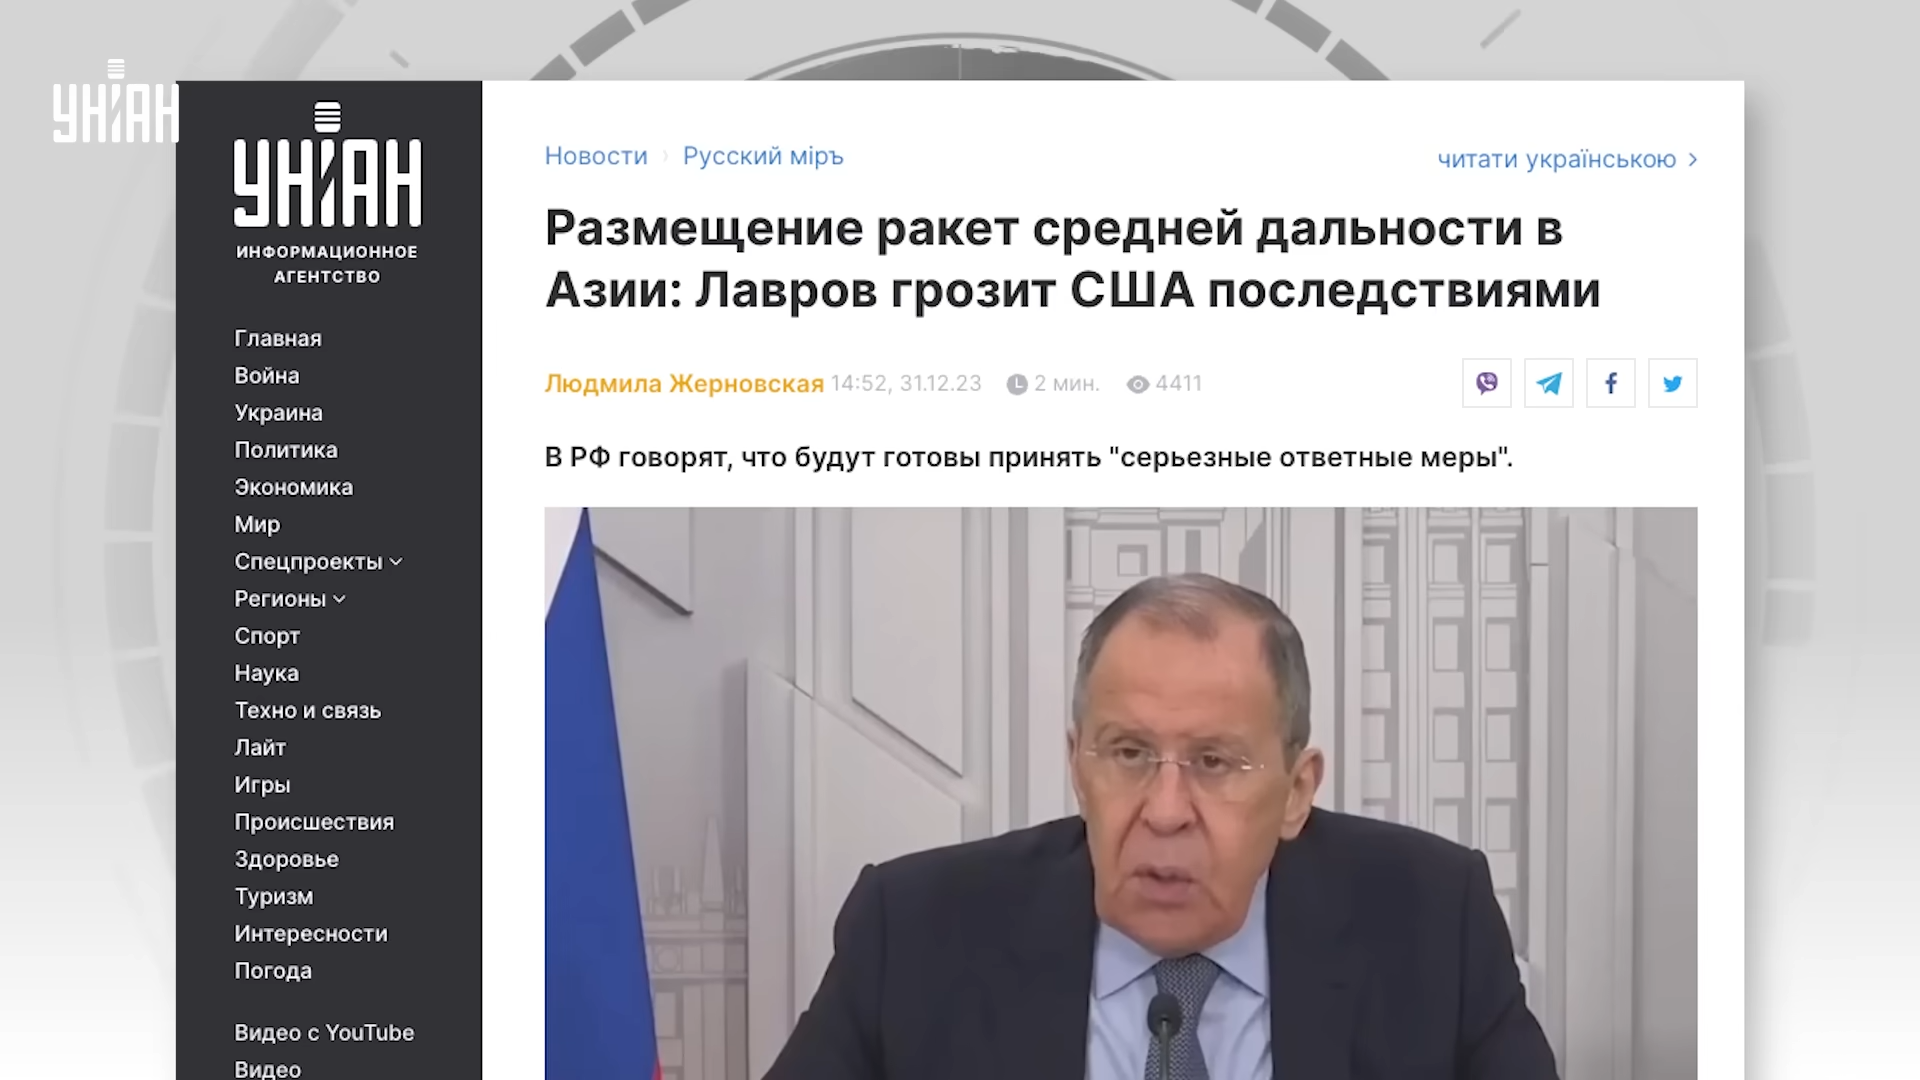 УНІАН
УНІАН
ИНФОРМАЦИОННОЕ
АГЕНТСТВО
Главная
Война
Украина
Политика
Экономика
Мир
Спецпроекты
Регионы
Спорт
Наука
Техно и связь
Лайт
Игры
Происшествия
Здоровье
Туризм
Интересности
Погода
Видео с YouTube
Видео
Новости › Русский міръ
читати українською
Размещение ракет средней дальности в
Азии: Лавров грозит США последствиями
Людмила Жерновская 14:52, 31.12.23 2 мин. 4411
В РФ говорят, что будут готовы принять "серьезные ответные меры".